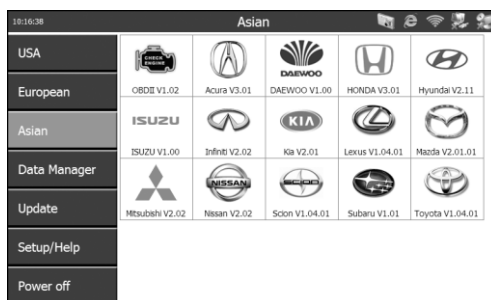 10:16:38
Asian
USA
European
Asian
Data Manager
Update
Setup/Help
Power off
CHECK
ENGINE
OBDII V1.02
Acura V3.01
DAEWOO
DAEWOO V1.00
HONDA V3.01
Hyundai V2.11
ISUZU
ISUZU V1.00
Infiniti V2.02
KIA
Kia V2.01
Lexus V1.04.01
Mazda V2.01.01
Mitsubishi V2.02
NISSAN
Nissan V2.02
SCION
Scion V1.04.01
Subaru V1.01
Toyota V1.04.01